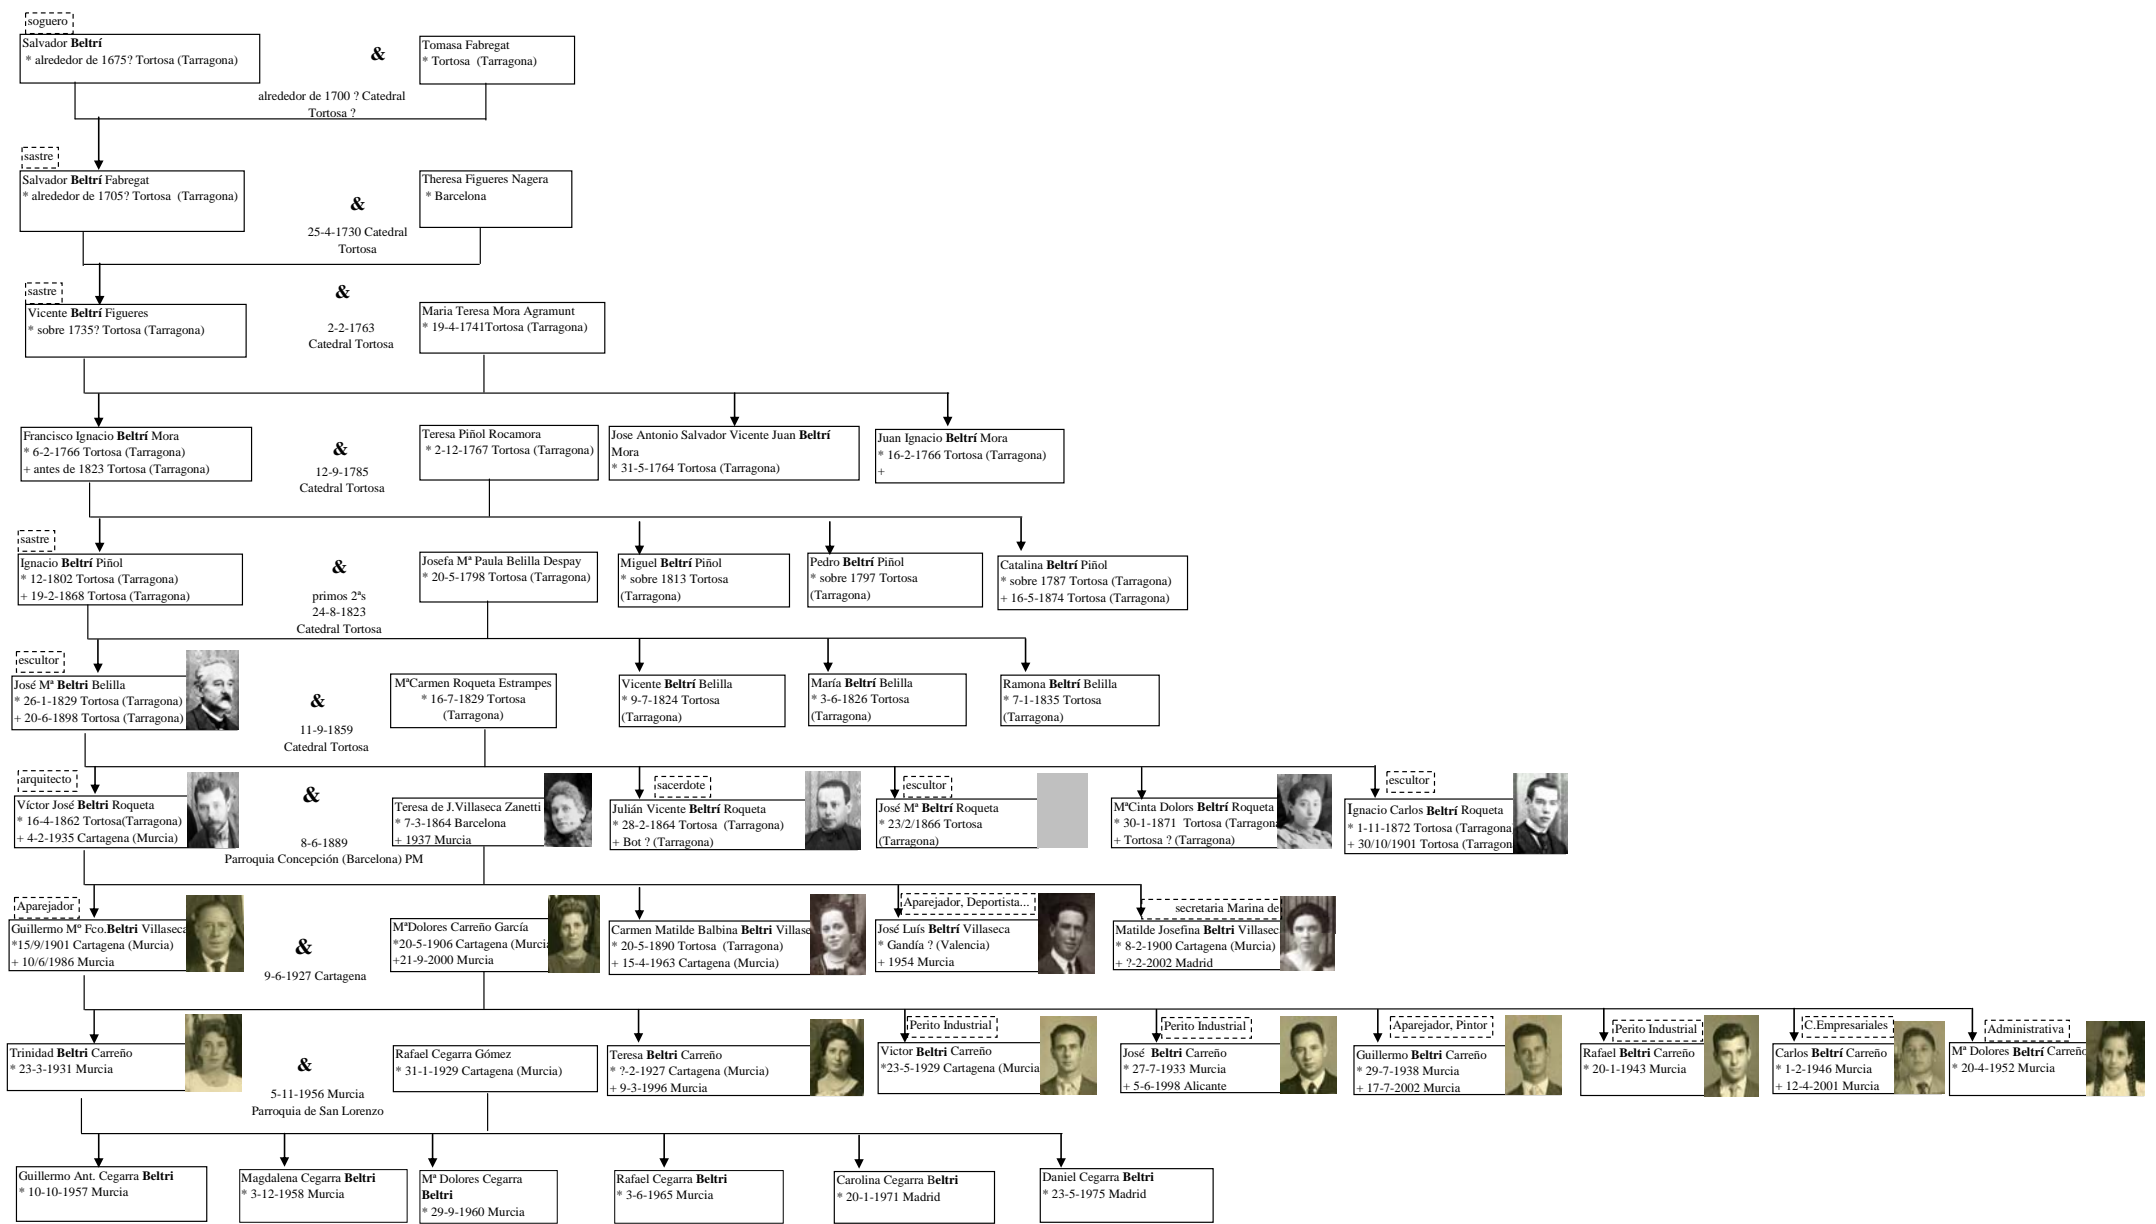 soguero
Salvador Beltrí
* alrededor de 1675? Tortosa (Tarragona)
&
Tomasa Fabregat
* Tortosa (Tarragona)
alrededor de 1700 ? Catedral
Tortosa ?
sastre
Salvador Beltrí Fabregat
* alrededor de 1705? Tortosa (Tarragona)
&
25-4-1730 Catedral
Tortosa
Theresa Figueres Nagera
* Barcelona
sastre
Vicente Beltrí Figueres
* sobre 1735? Tortosa (Tarragona)
&
2-2-1763
Catedral Tortosa
Maria Teresa Mora Agramunt
* 19-4-1741Tortosa (Tarragona)
Francisco Ignacio Beltrí Mora
* 6-2-1766 Tortosa (Tarragona)
+ antes de 1823 Tortosa (Tarragona)
&
12-9-1785
Catedral Tortosa
Teresa Piñol Rocamora
* 2-12-1767 Tortosa (Tarragona)
Jose Antonio Salvador Vicente Juan Beltrí
Mora
* 31-5-1764 Tortosa (Tarragona)
Juan Ignacio Beltrí Mora
* 16-2-1766 Tortosa (Tarragona)
+
sastre
Ignacio Beltrí Piñol
* 12-1802 Tortosa (Tarragona)
+ 19-2-1868 Tortosa (Tarragona)
&
primos 2ªs
24-8-1823
Catedral Tortosa
Josefa Mª Paula Belilla Despay
* 20-5-1798 Tortosa (Tarragona)
Miguel Beltrí Piñol
* sobre 1813 Tortosa
(Tarragona)
Pedro Beltrí Piñol
* sobre 1797 Tortosa
(Tarragona)
Catalina Beltrí Piñol
* sobre 1787 Tortosa (Tarragona)
+ 16-5-1874 Tortosa (Tarragona)
escultor
José Mª Beltri Belilla
* 26-1-1829 Tortosa (Tarragona)
+ 20-6-1898 Tortosa (Tarragona)
&
11-9-1859
Catedral Tortosa
MªCarmen Roqueta Estrampes
* 16-7-1829 Tortosa
(Tarragona)
Vicente Beltrí Belilla
* 9-7-1824 Tortosa
(Tarragona)
María Beltrí Belilla
* 3-6-1826 Tortosa
(Tarragona)
Ramona Beltrí Belilla
* 7-1-1835 Tortosa
(Tarragona)
arquitecto
Víctor José Beltri Roqueta
* 16-4-1862 Tortosa(Tarragona)
+ 4-2-1935 Cartagena (Murcia)
&
8-6-1889
Parroquia Concepción (Barcelona) PM
Teresa de J.Villaseca Zanetti
* 7-3-1864 Barcelona
+ 1937 Murcia
sacerdote
Julián Vicente Beltrí Roqueta
* 28-2-1864 Tortosa (Tarragona)
+ Bot ? (Tarragona)
escultor
José Mª Beltrí Roqueta
* 23/2/1866 Tortosa
(Tarragona)
MªCinta Dolors Beltrí Roqueta
* 30-1-1871 Tortosa (Tarragona
+ Tortosa ? (Tarragona)
escultor
Ignacio Carlos Beltrí Roqueta
* 1-11-1872 Tortosa (Tarragona
+ 30/10/1901 Tortosa (Tarragon
Aparejador
Guillermo Mº Fco.Beltri Villaseca
*15/9/1901 Cartagena (Murcia)
+ 10/6/1986 Murcia
&
9-6-1927 Cartagena
MªDolores Carreño García
*20-5-1906 Cartagena (Murcia
+21-9-2000 Murcia
Carmen Matilde Balbina Beltri Villase
* 20-5-1890 Tortosa (Tarragona)
+ 15-4-1963 Cartagena (Murcia)
Aparejador, Deportista...
José Luís Beltrí Villaseca
* Gandía ? (Valencia)
+ 1954 Murcia
secretaria Marina de
Matilde Josefina Beltri Villasec
* 8-2-1900 Cartagena (Murcia)
+ ?-2-2002 Madrid
Trinidad Beltri Carreño
* 23-3-1931 Murcia
&
5-11-1956 Murcia
Parroquia de San Lorenzo
Rafael Cegarra Gómez
* 31-1-1929 Cartagena (Murcia)
Teresa Beltri Carreño
* ?-2-1927 Cartagena (Murcia)
+ 9-3-1996 Murcia
Perito Industrial
Victor Beltri Carreño
*23-5-1929 Cartagena (Murcia
Perito Industrial
José Beltri Carreño
* 27-7-1933 Murcia
+ 5-6-1998 Alicante
Aparejador, Pintor
Guillermo Beltri Carreño
* 29-7-1938 Murcia
+ 17-7-2002 Murcia
Perito Industrial
Rafael Beltri Carreño
* 20-1-1943 Murcia
C.Empresariales
Carlos Beltrí Carreño
* 1-2-1946 Murcia
+ 12-4-2001 Murcia
Administrativa
Mª Dolores Beltrí Carreño
* 20-4-1952 Murcia
Guillermo Ant. Cegarra Beltri
* 10-10-1957 Murcia
Magdalena Cegarra Beltri
* 3-12-1958 Murcia
Mª Dolores Cegarra
Beltri
* 29-9-1960 Murcia
Rafael Cegarra Beltri
* 3-6-1965 Murcia
Carolina Cegarra Beltri
* 20-1-1971 Madrid
Daniel Cegarra Beltri
* 23-5-1975 Madrid